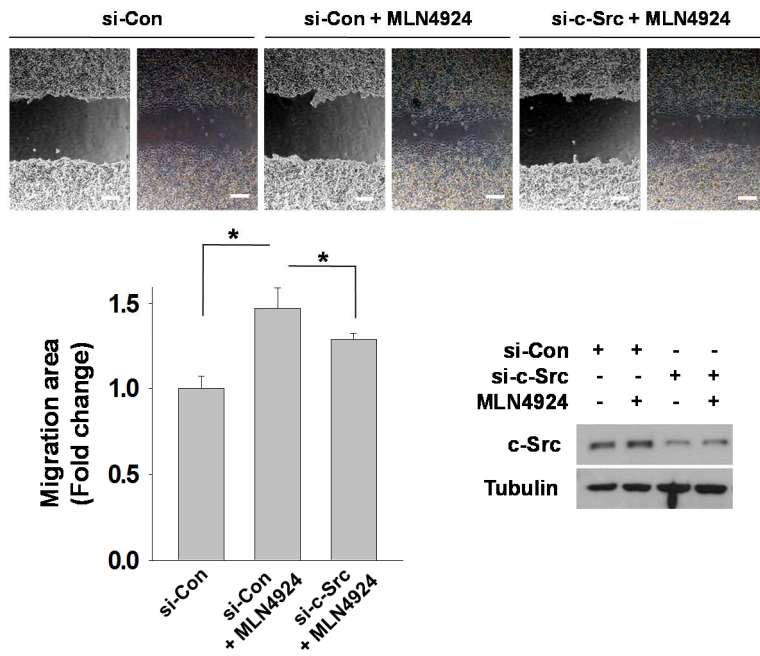 si-Con si-Con + MLN4924 si-c-Src + MLN4924
* *
1.5
1.0
0.5
0.0
Migration area
(Fold change)
si-Con
si-Con
+ MLN4924
si-c-Src
+ MLN4924
si-Con + + - -
si-c-Src - - + +
MLN4924 - + - +
c-Src
Tubulin